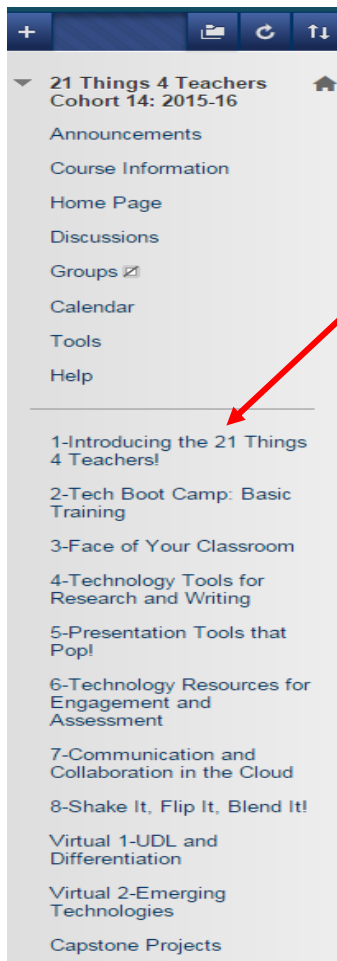 21 Things 4 Teachers
Cohort 14: 2015-16
Announcements
Course Information
Home Page
Discussions
Groups
Calendar
Tools
Help
1-Introducing the 21 Things
4 Teachers!
2-Tech Boot Camp: Basic
Training
3-Face of Your Classroom
4-Technology Tools for
Research and Writing
5-Presentation Tools that
Pop!
6-Technology Resources for
Engagement and
Assessment
7-Communication and
Collaboration in the Cloud
8-Shake It, Flip It, Blend It!
Virtual 1-UDL and
Differentiation
Virtual 2-Emerging
Technologies
Capstone Projects